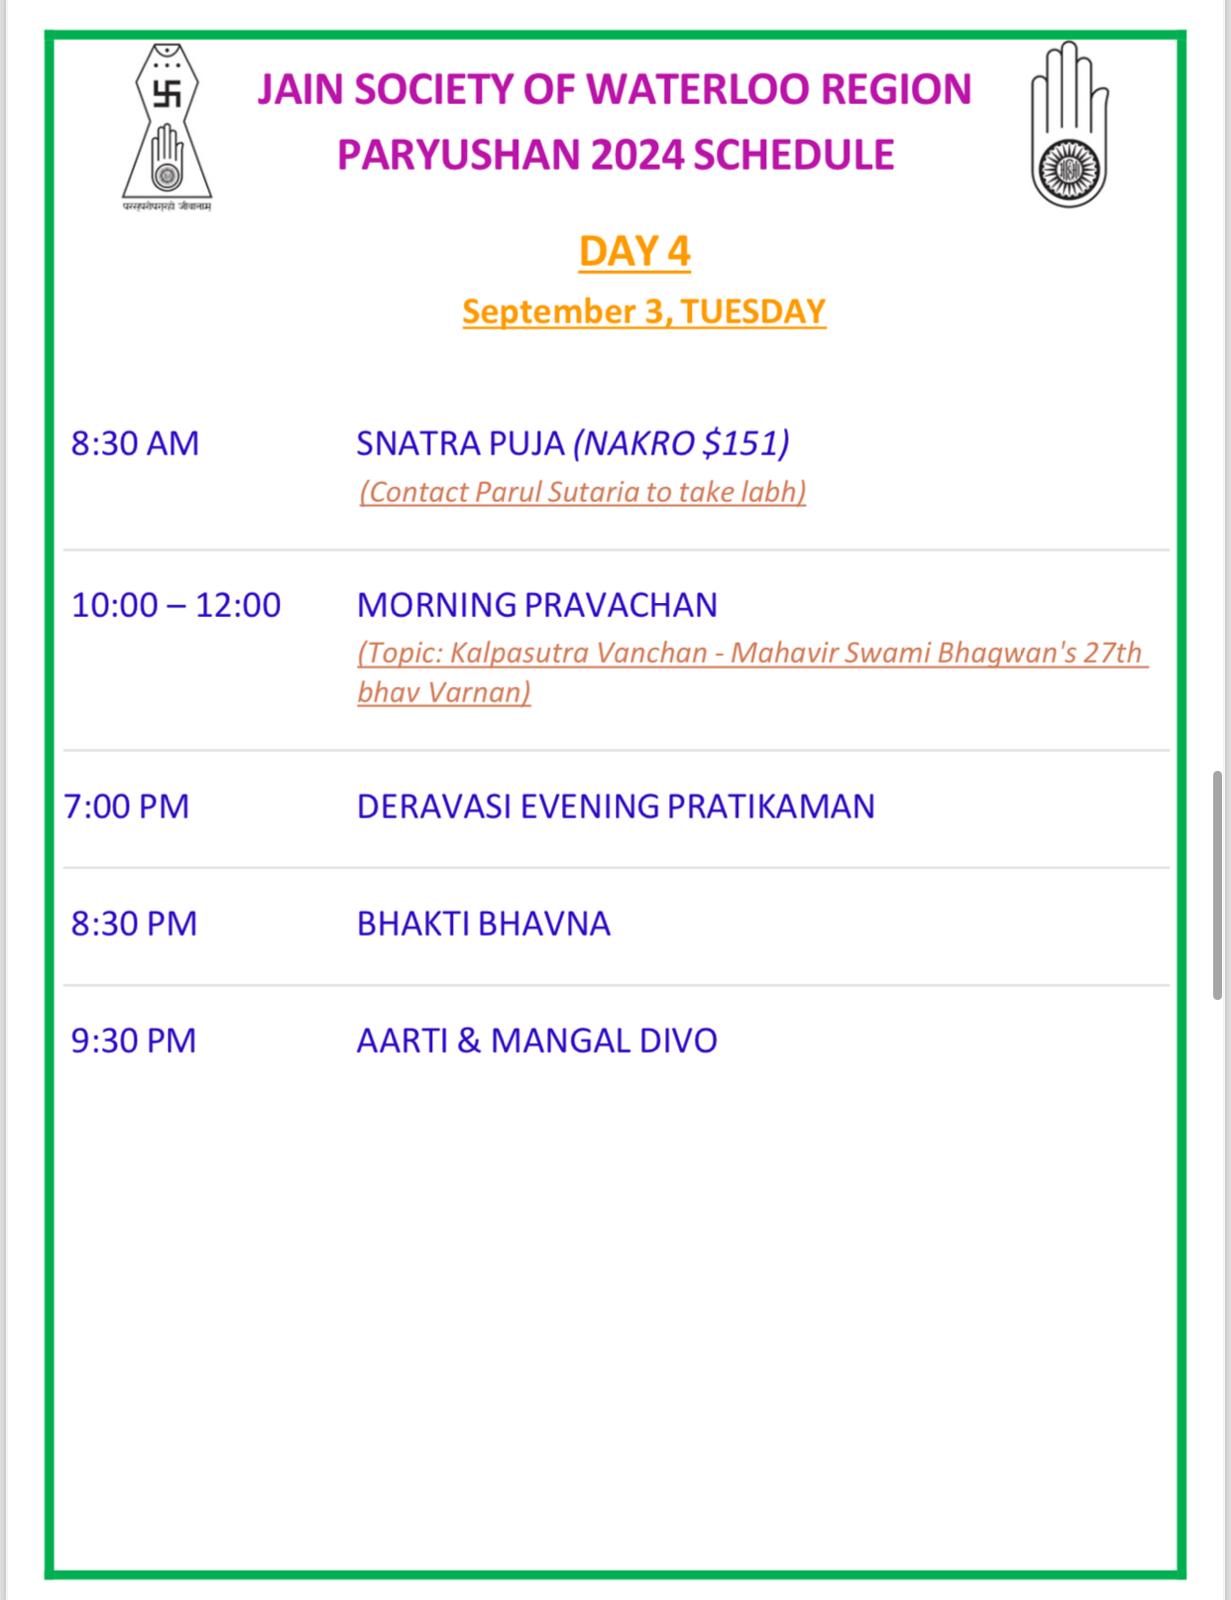 JAIN SOCIETY OF WATERLOO REGION
PARYUSHAN 2024 SCHEDULE
परस्परोपग्रहो जीवानाम्
DAY 4
September 3, TUESDAY
8:30 AM SNATRA PUJA (NAKRO $151)
(Contact Parul Sutaria to take labh)
10:00 – 12:00 MORNING PRAVACHAN
(Topic: Kalpasutra Vanchan - Mahavir Swami Bhagwan's 27th
bhav Varnan)
7:00 PM DERAVASI EVENING PRATIKAMAN
8:30 PM BHAKTI BHAVNA
9:30 PM AARTI & MANGAL DIVO